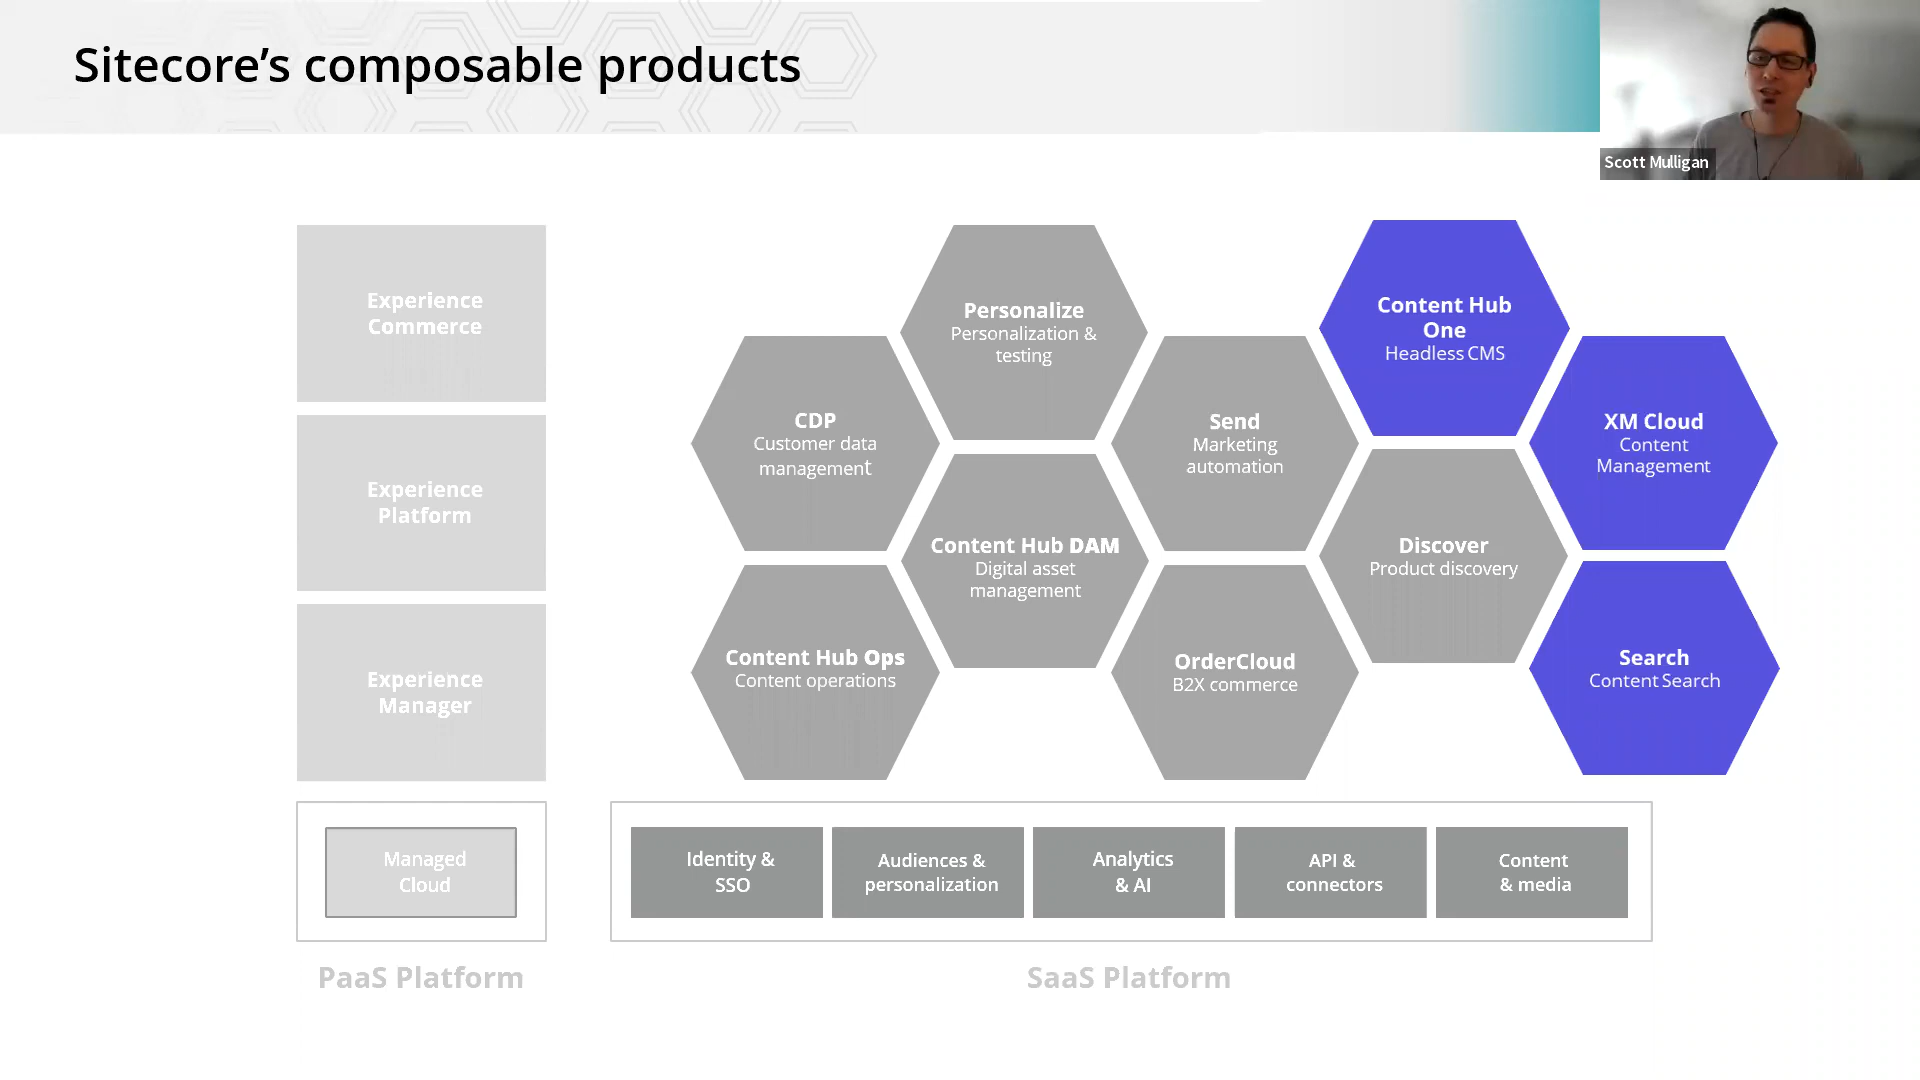 Sitecore's composable products
Scott Mulligan
Experience
Commerce
Experience
Platform
Experience
Manager
Managed
Cloud
PaaS Platform
Personalize
Personalization &
testing
Content Hub
One
Headless CMS
CDP
Customer data
management
Send
Marketing
automation
XM Cloud
Content
Management
Content Hub DAM
Digital asset
management
Discover
Product discovery
Content Hub Ops
Content operations
OrderCloud
B2X commerce
Search
Content Search
Identity &
SSO
Audiences &
personalization
Analytics
& AI
API &
connectors
Content
& media
SaaS Platform